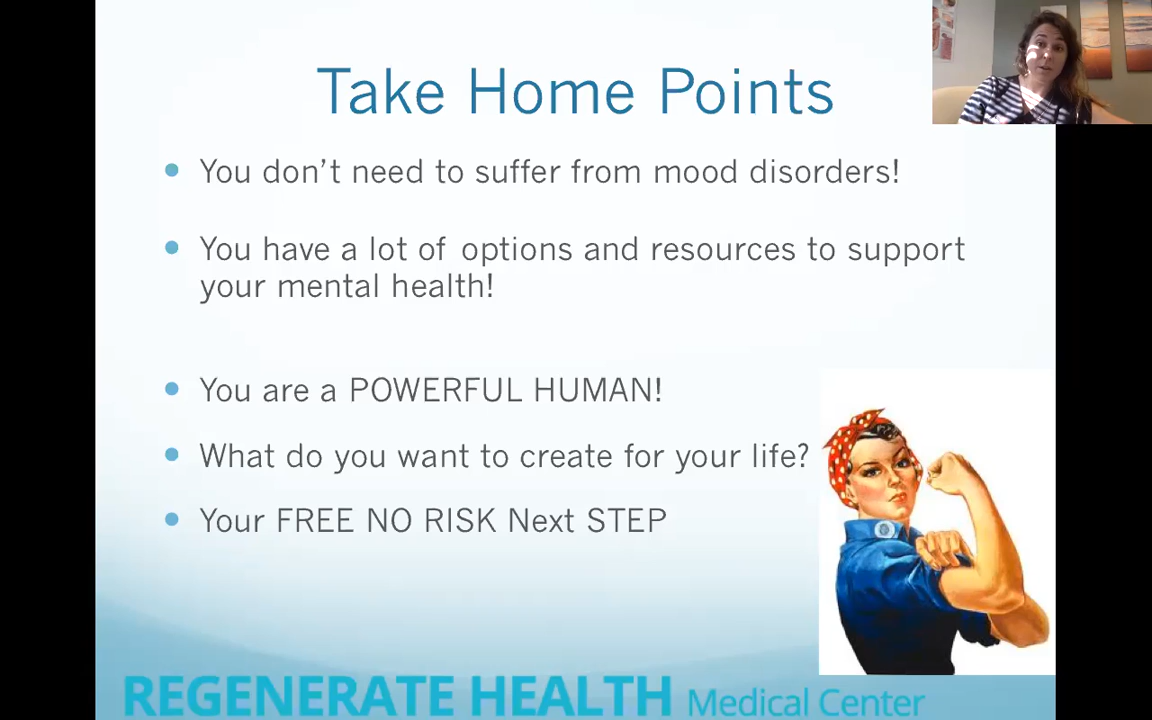 Take Home Points
• You don't need to suffer from mood disorders!
• You have a lot of options and resources to support
your mental health!
• You are a POWERFUL HUMAN!
• What do you want to create for your life?
• Your FREE NO RISK Next STEP
REGENERATE HEALTH Medical Center